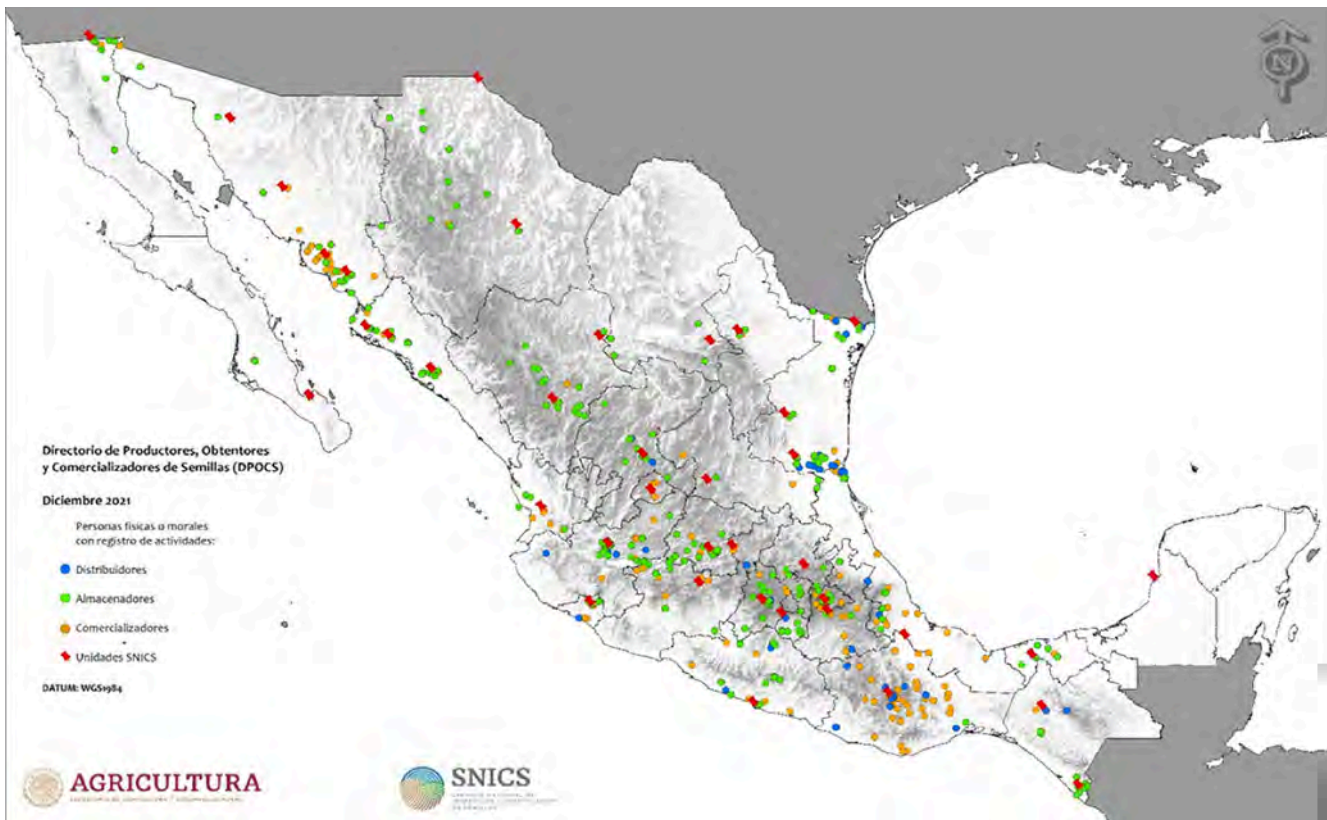 N
Directorio de Productores, Obtentores
y Comercializadores de Semillas (DPOCS)
Diciembre 2021
Personas físicas o morales
con registro de actividades:
Distribuidores
Almacenadores
Comercializadores
Unidades SNICS
DATUM: WGS1984
AGRICULTURA
SNICS